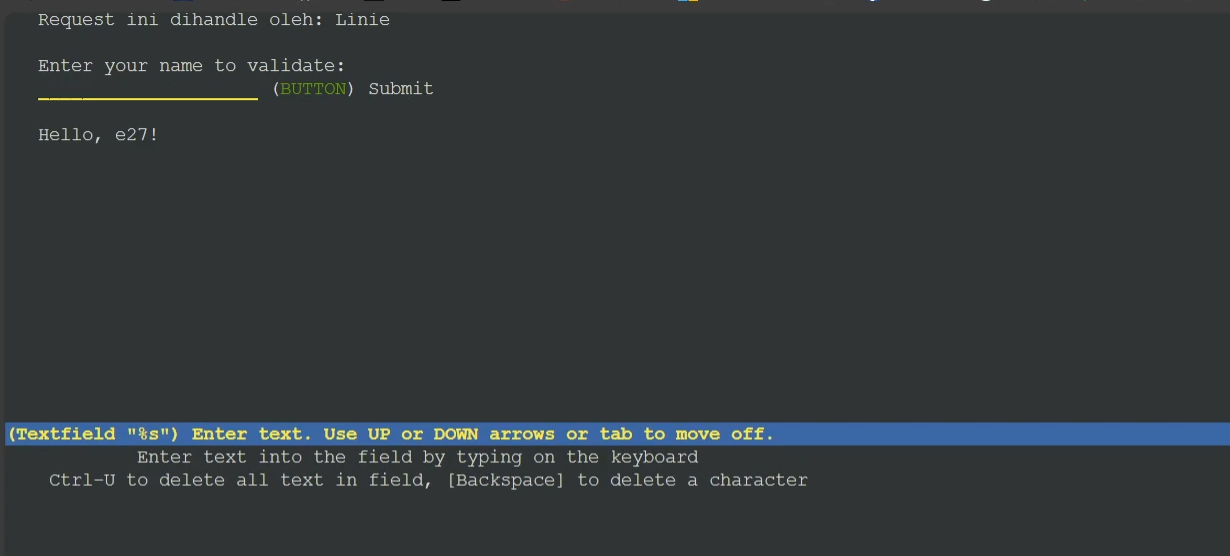 Request ini dihandle oleh: Linie
Enter your name to validate:
____________________ (BUTTON) Submit
Hello, e27!
(Textfield "%s") Enter text. Use UP or DOWN arrows or tab to move off.
Enter text into the field by typing on the keyboard
Ctrl-U to delete all text in field, [Backspace] to delete a character